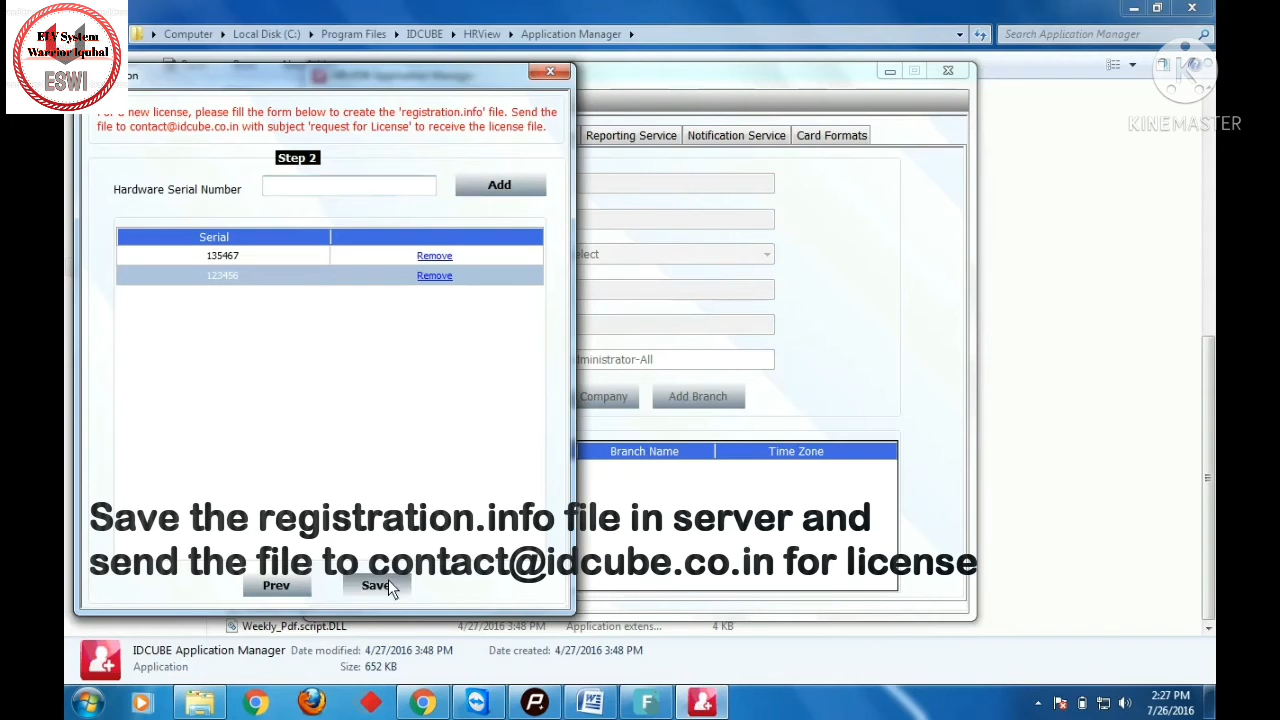 ELV System
Warrior Iqubal
ESWI
Computer
Local Disk (C:)
Program Files
IDCUBE
HRView
Application Manager
Search Application Manager
KINEMASTER
on
For a new license, please fill the form below to create the 'registration.info' file. Send the
file to contact@idcube.co.in with subject 'request for License' to receive the license file.
Step 2
Hardware Serial Number
Add
Serial
135467 Remove
123456 Remove
Prev
Save
Reporting Service
Notification Service
Card Formats
elect
ministrator-All
Company
Add Branch
Branch Name
Time Zone
Save the registration.info file in server and
send the file to contact@idcube.co.in for license
Weekly_Pdf.script.DLL 4/27/2016 3:48 PM Application extens... 4 KB
IDCUBE Application Manager Date modified: 4/27/2016 3:48 PM Date created: 4/27/2016 3:48 PM
Application Size: 652 KB
2:27 PM
7/26/2016